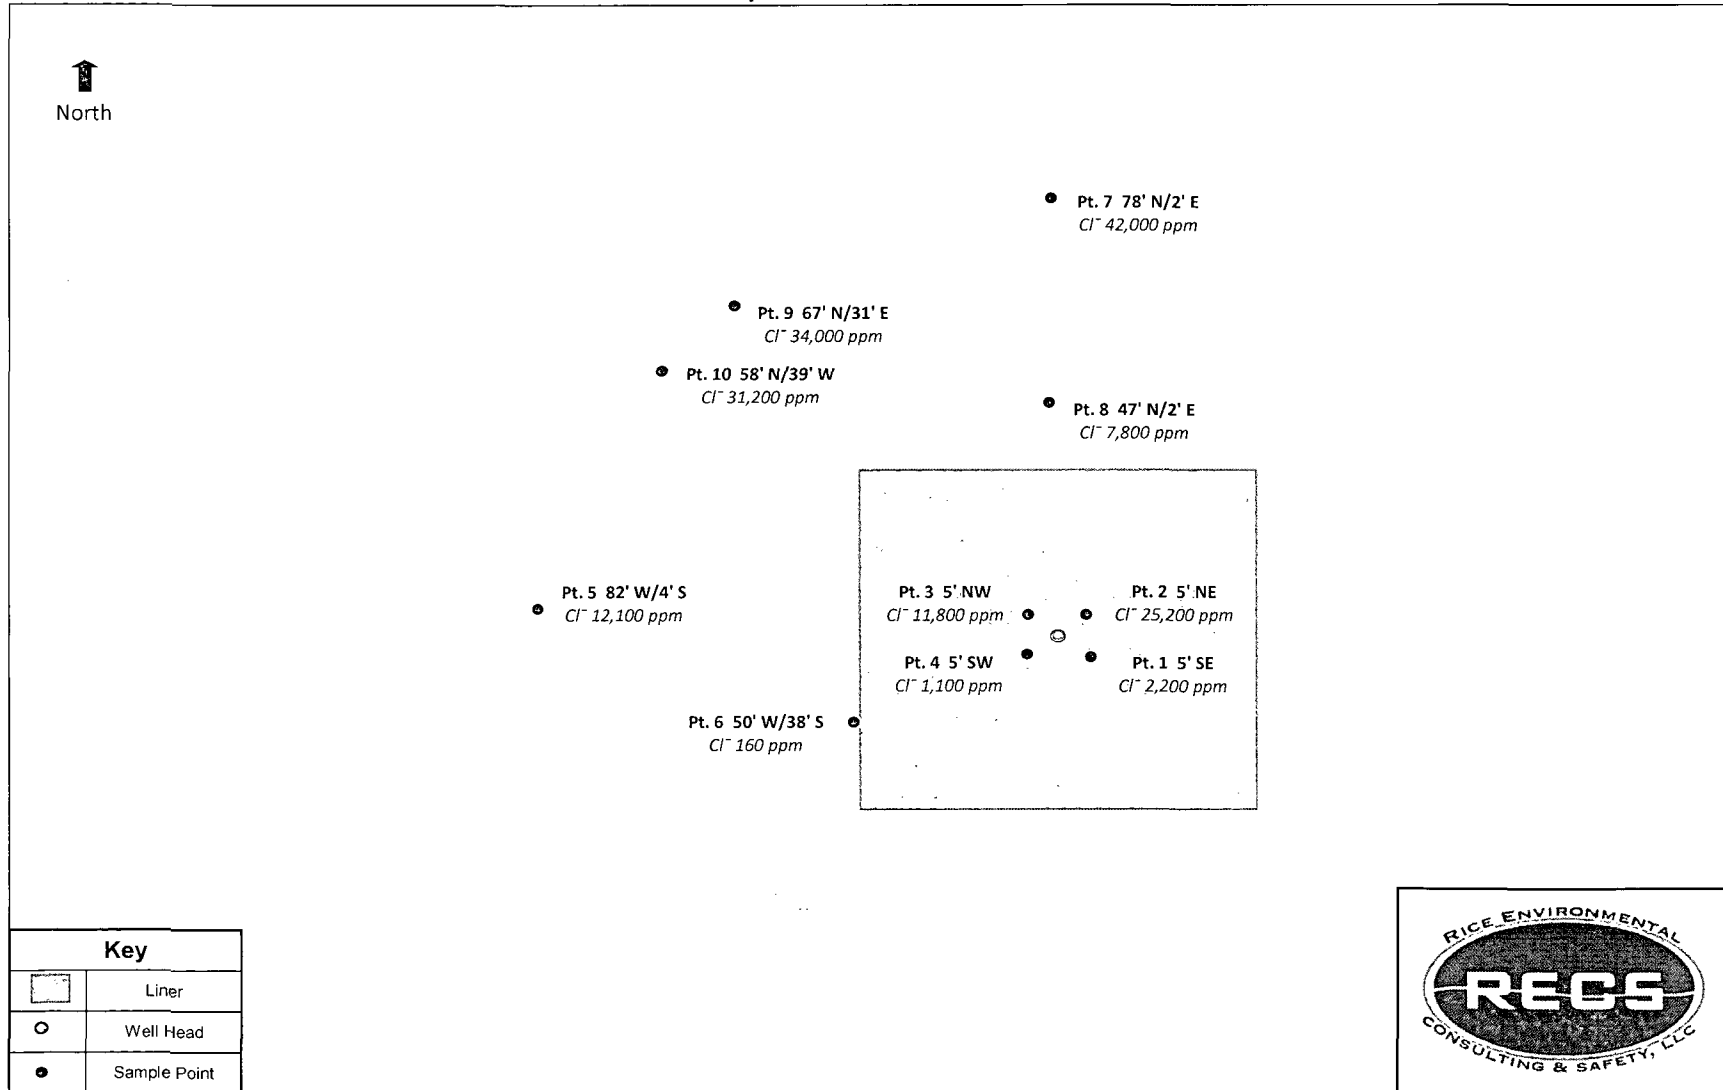 North
Pt. 7 78' N/2' E
Cl⁻ 42,000 ppm
Pt. 9 67' N/31' E
Cl⁻ 34,000 ppm
Pt. 10 58' N/39' W
Cl⁻ 31,200 ppm
Pt. 8 47' N/2' E
Cl⁻ 7,800 ppm
Pt. 5 82' W/4' S
Cl⁻ 12,100 ppm
Pt. 3 5' NW
Cl⁻ 11,800 ppm
Pt. 2 5' NE
Cl⁻ 25,200 ppm
Pt. 4 5' SW
Cl⁻ 1,100 ppm
Pt. 1 5' SE
Cl⁻ 2,200 ppm
Pt. 6 50' W/38' S
Cl⁻ 160 ppm
Key
Liner
Well Head
Sample Point
RICE ENVIRONMENTAL
RECS
CONSULTING & SAFETY, LLC